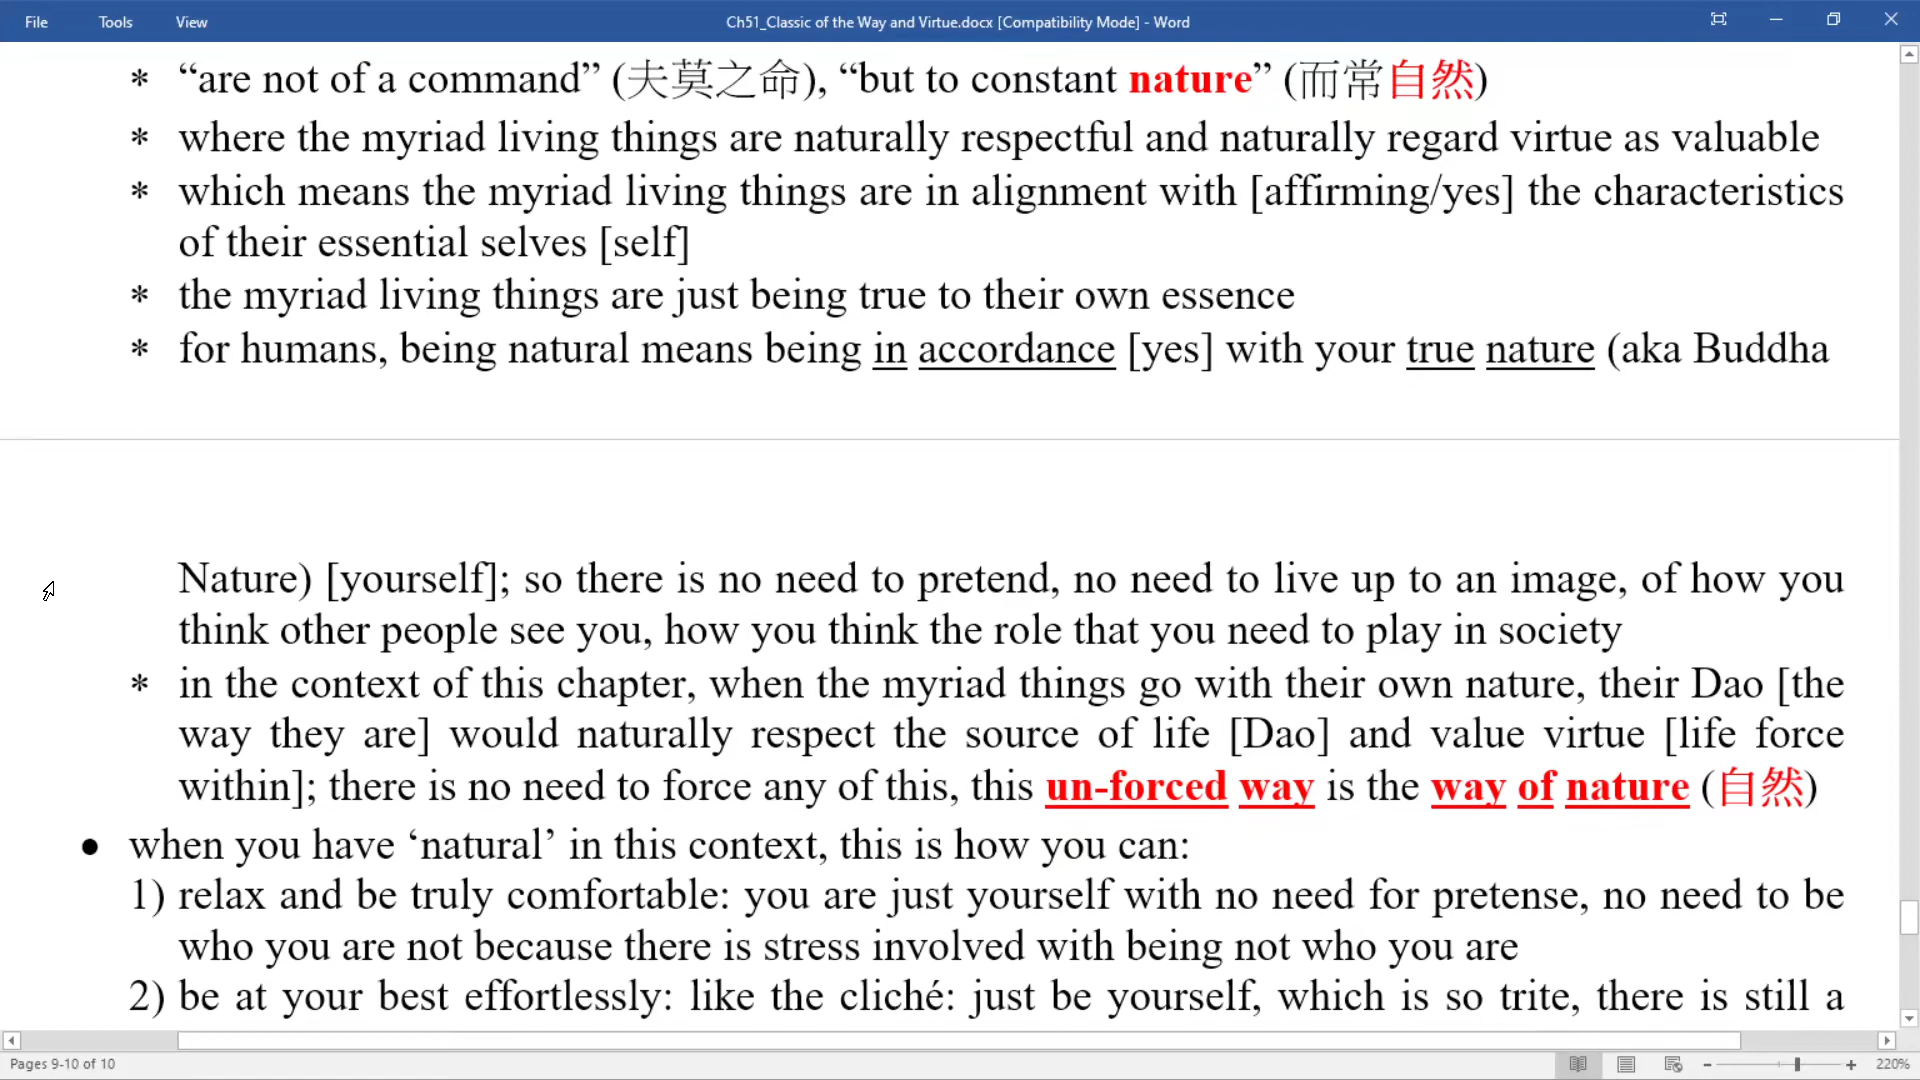 File Tools View Ch51_Classic of the Way and Virtue.docx [Compatibility Mode] - Word
* “are not of a command” (夫莫之命), “but to constant nature” (而常自然)
* where the myriad living things are naturally respectful and naturally regard virtue as valuable
* which means the myriad living things are in alignment with [affirming/yes] the characteristics
of their essential selves [self]
* the myriad living things are just being true to their own essence
* for humans, being natural means being in accordance [yes] with your true nature (aka Buddha
Nature) [yourself]; so there is no need to pretend, no need to live up to an image, of how you
think other people see you, how you think the role that you need to play in society
* in the context of this chapter, when the myriad things go with their own nature, their Dao [the
way they are] would naturally respect the source of life [Dao] and value virtue [life force
within]; there is no need to force any of this, this un-forced way is the way of nature (自然)
● when you have ‘natural’ in this context, this is how you can:
1) relax and be truly comfortable: you are just yourself with no need for pretense, no need to be
who you are not because there is stress involved with being not who you are
2) be at your best effortlessly: like the cliché: just be yourself, which is so trite, there is still a
Pages 9-10 of 10 220%